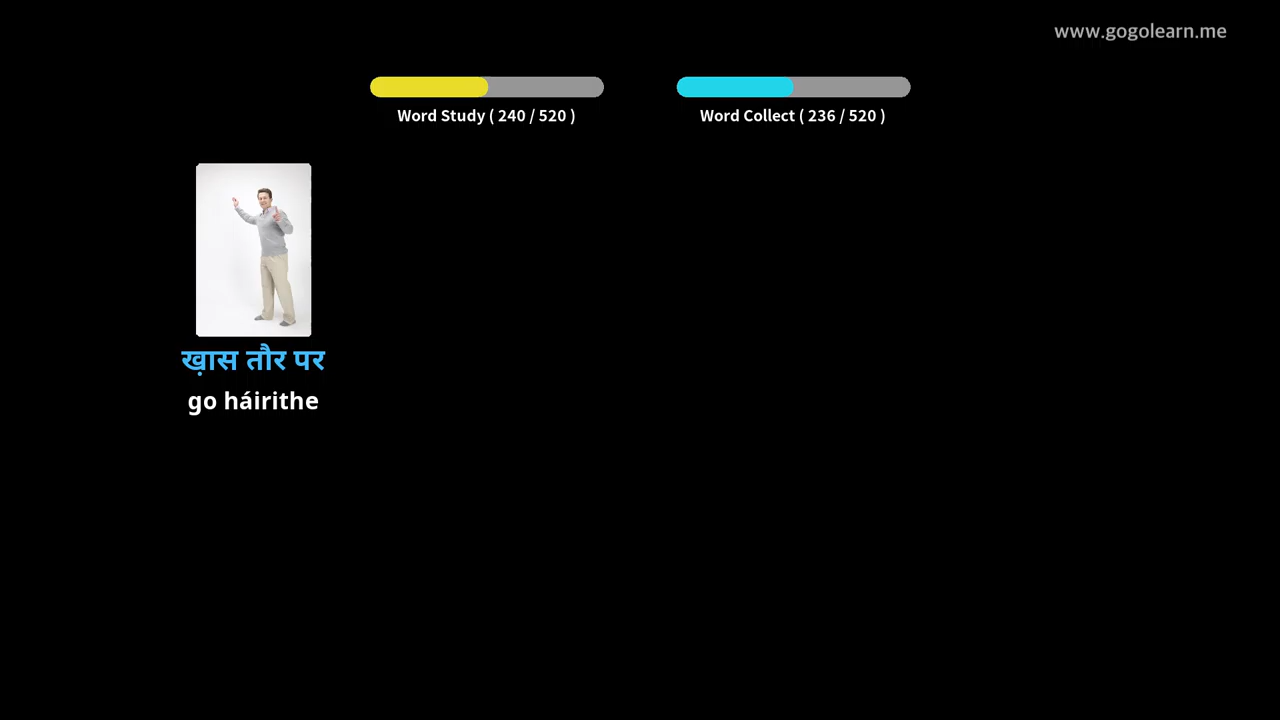 www.gogolearn.me
Word Study ( 240 / 520 )
Word Collect ( 236 / 520 )
ख़ास तौर पर
go háirithe